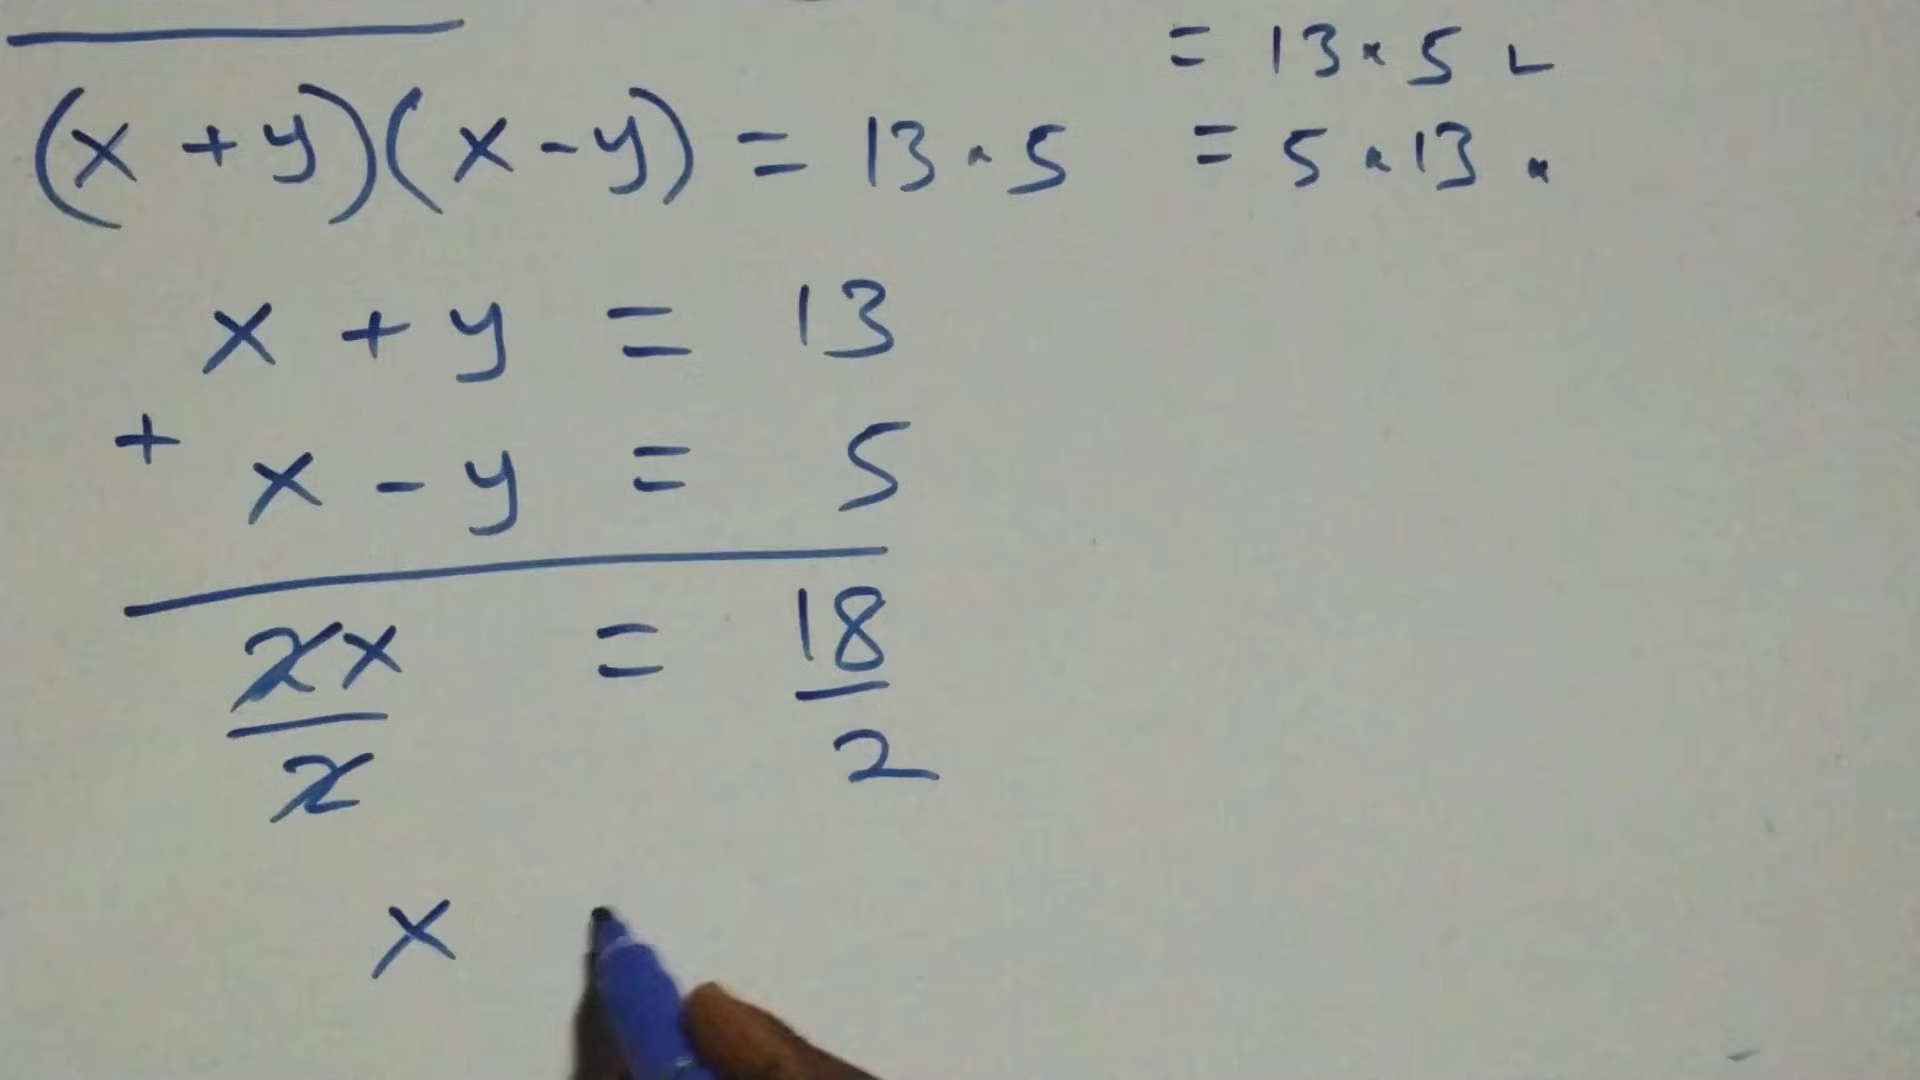 = 13 × 5 ✓
(x + y)(x - y) = 13 · 5 = 5 × 13 ×
x + y = 13
+ x - y = 5
2x = 18
2 2
x